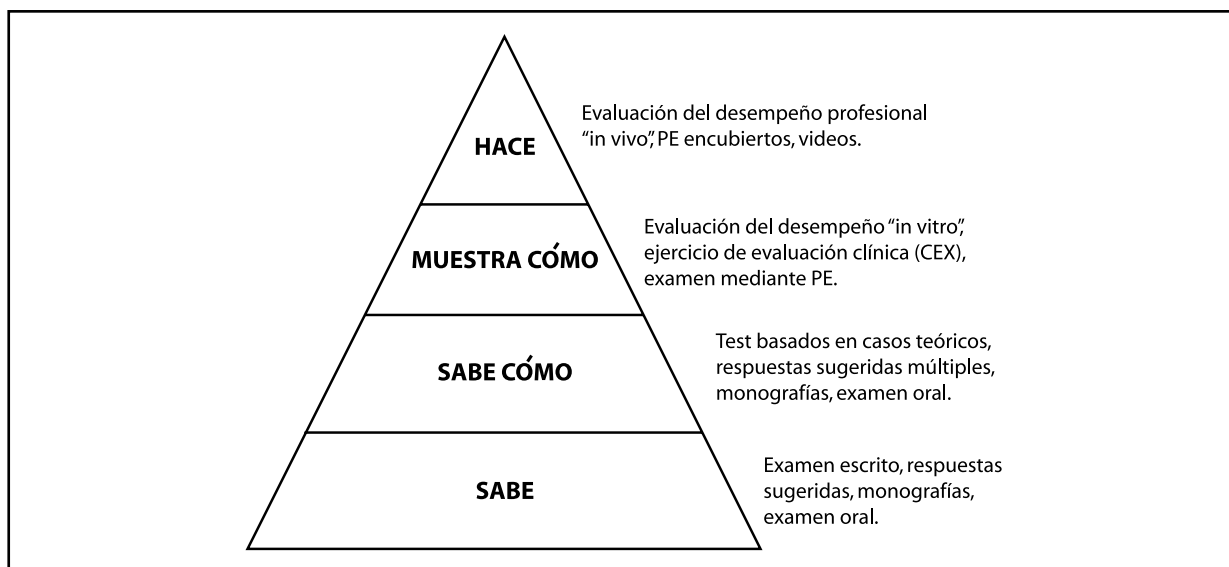 HACE
Evaluación del desempeño profesional
“in vivo”, PE encubiertos, videos.
MUESTRA CÓMO
Evaluación del desempeño “in vitro”,
ejercicio de evaluación clínica (CEX),
examen mediante PE.
SABE CÓMO
Test basados en casos teóricos,
respuestas sugeridas múltiples,
monografías, examen oral.
SABE
Examen escrito, respuestas
sugeridas, monografías,
examen oral.